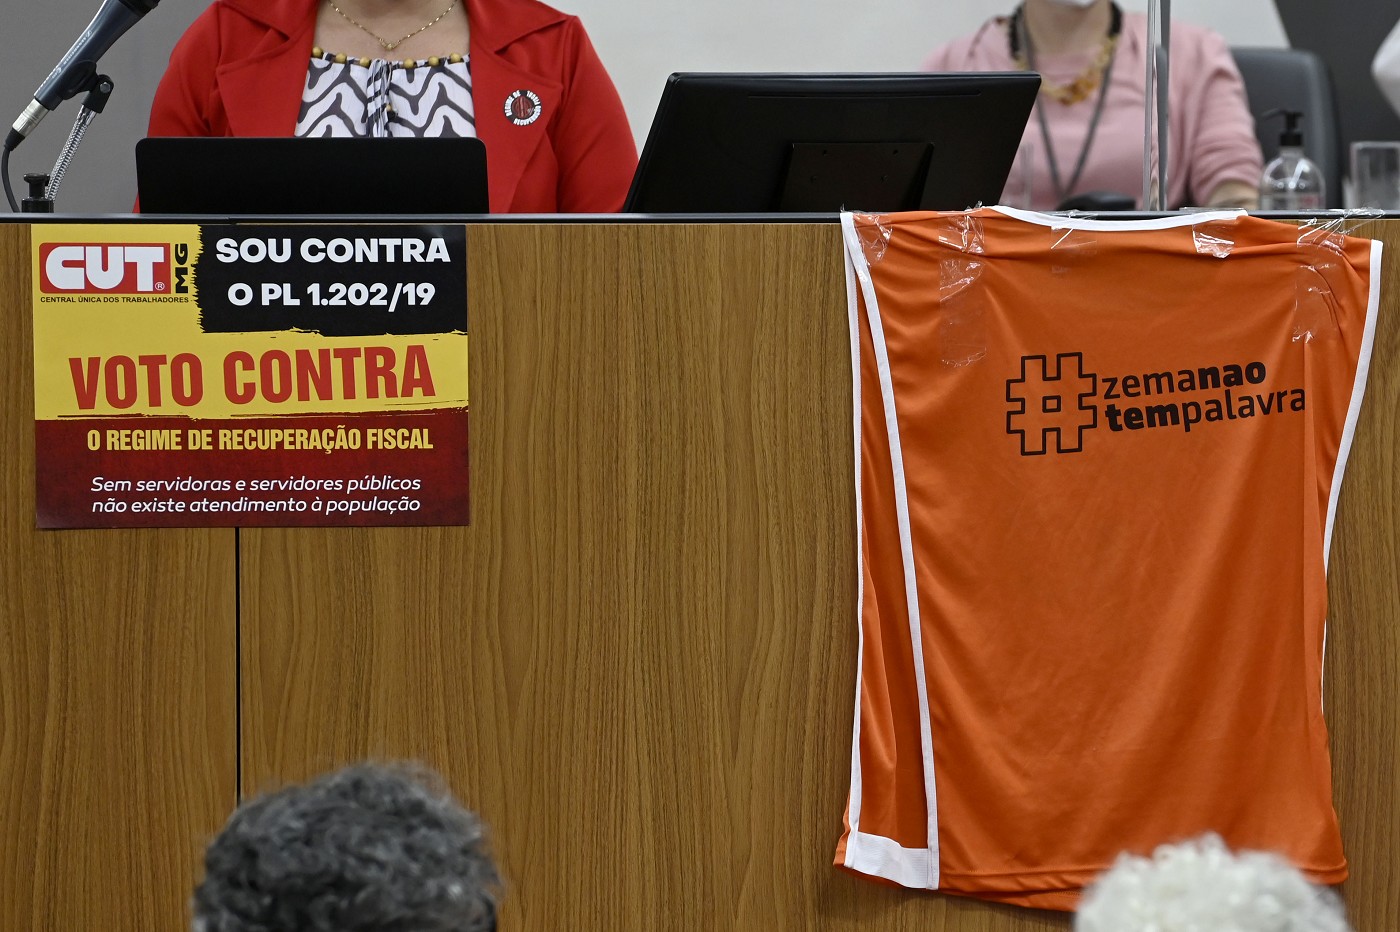 CUT®
MG
CENTRAL ÚNICA DOS TRABALHADORES
SOU CONTRA
O PL 1.202/19
VOTO CONTRA
O REGIME DE RECUPERAÇÃO FISCAL
Sem servidoras e servidores públicos
não existe atendimento à população
#zemanao
tempalavra